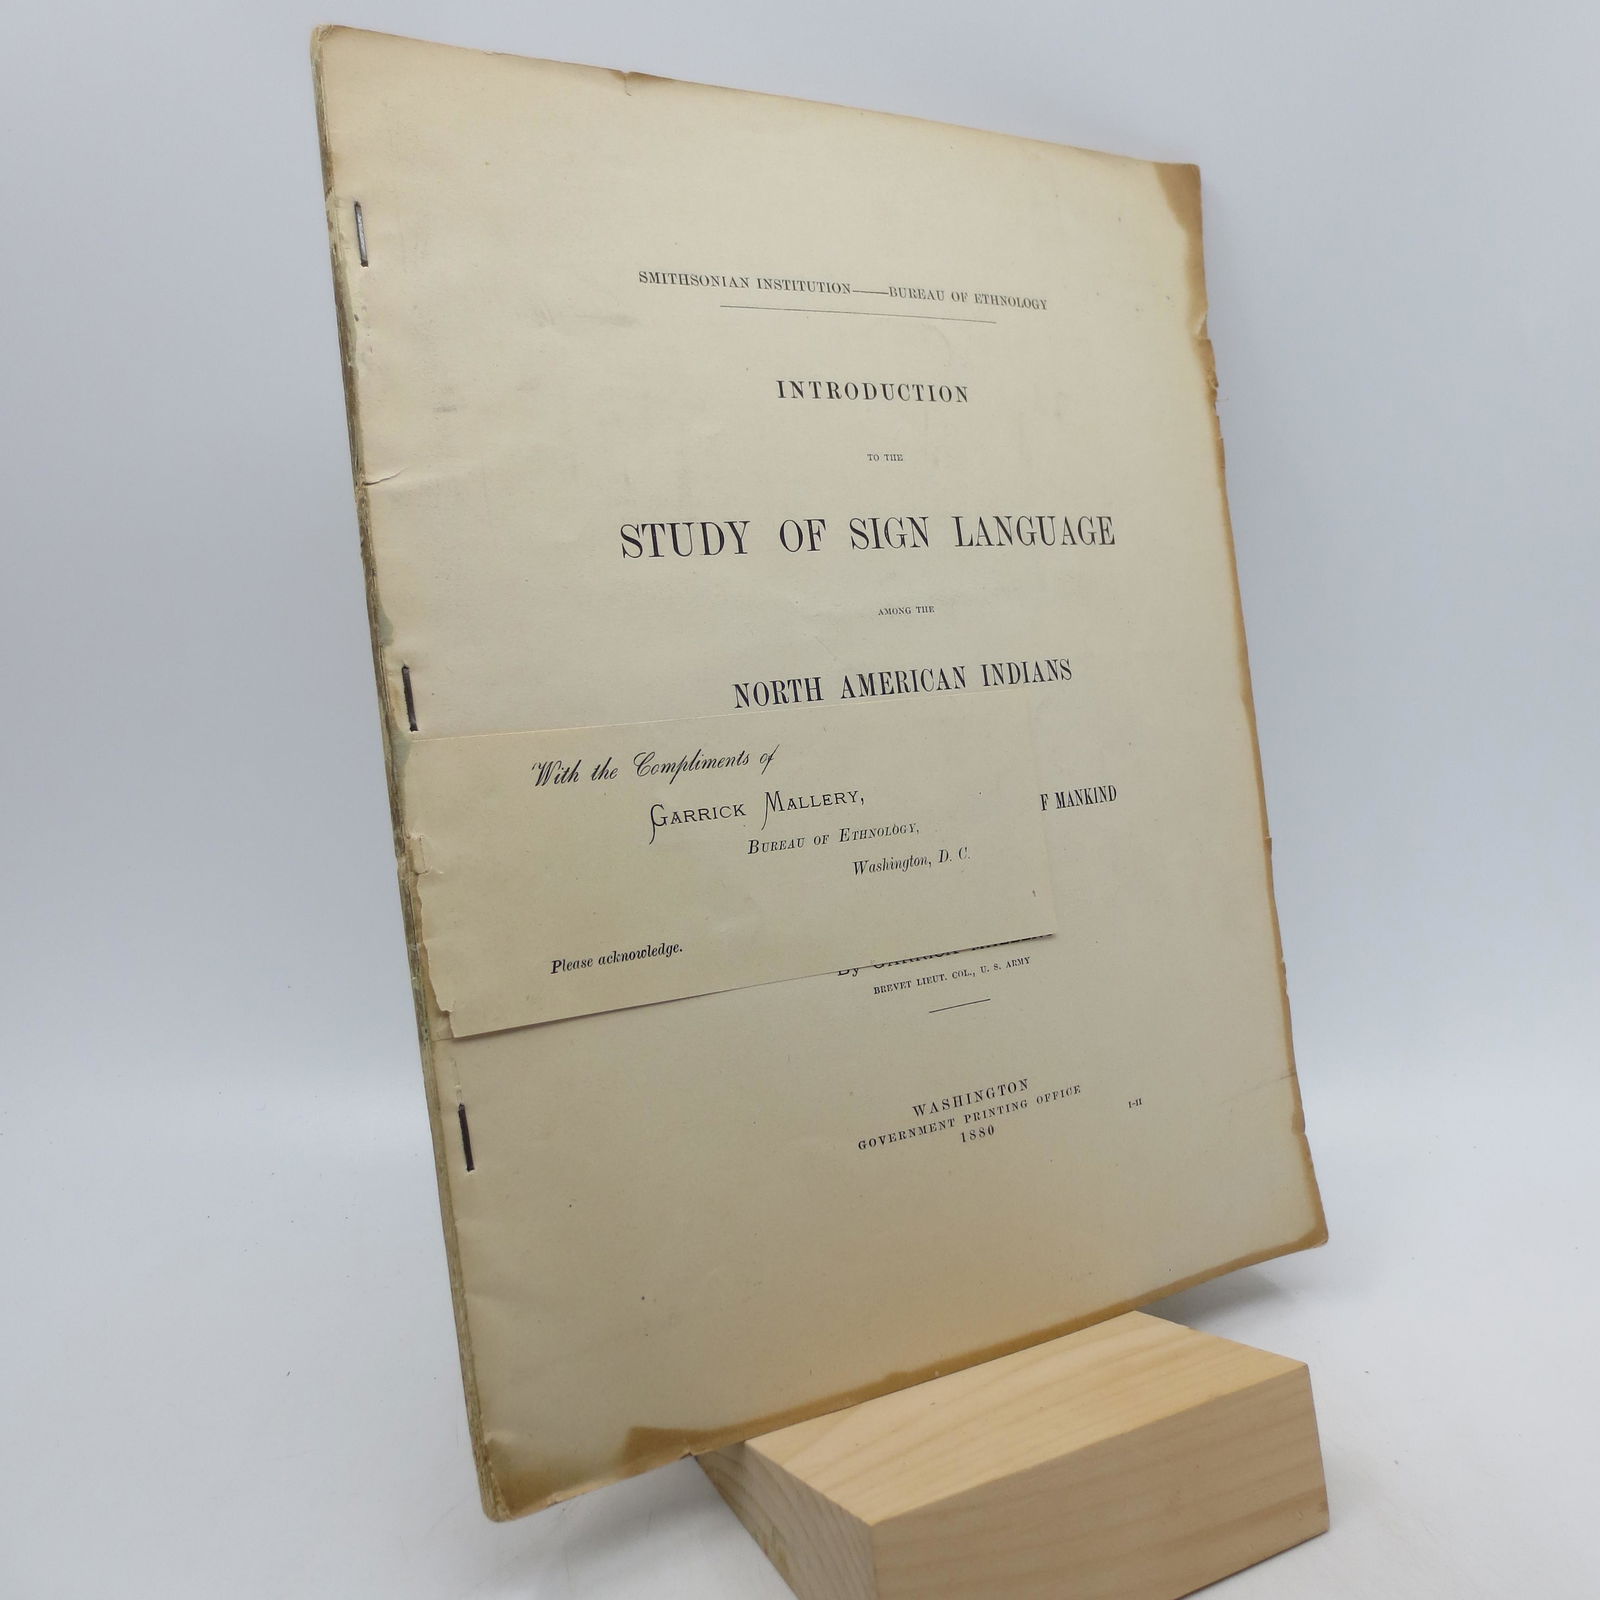 SMITHSONIAN INSTITUTION——BUREAU OF ETHNOLOGY
INTRODUCTION
TO THE
STUDY OF SIGN LANGUAGE
AMONG THE
NORTH AMERICAN INDIANS
With the Compliments of
GARRICK MALLERY,
BUREAU OF ETHNOLOGY,
Washington, D. C.
Please acknowledge.
F MANKIND
By
BREVET LIEUT. COL., U. S. ARMY
WASHINGTON
GOVERNMENT PRINTING OFFICE
1880
I-II